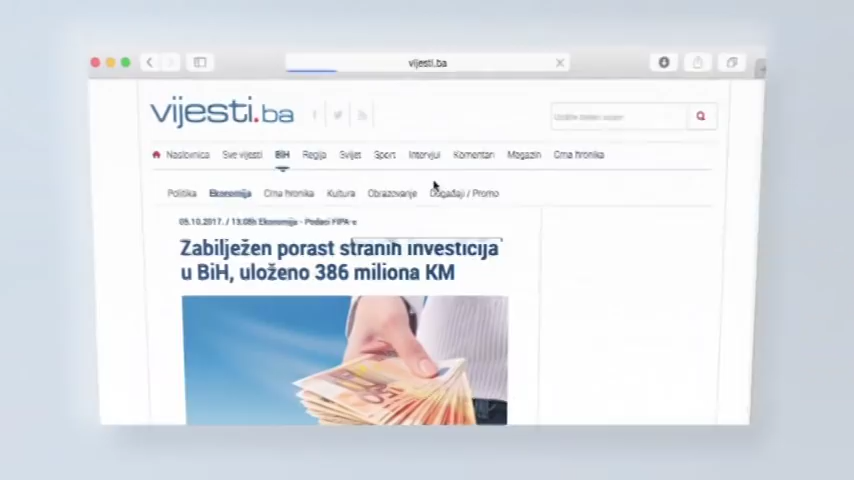 vijesti.ba
vijesti.ba
Naslovnica Sve vijesti BiH Regija Svijet Sport Intervjui Komentari Magazin Crna hronika
Politika Ekonomija Crna hronika Kultura Obrazovanje Događaji / Promo
05.10.2017. / 13:08h Ekonomija - Podaci FIPA-e
Zabilježen porast stranih investicija
u BiH, uloženo 386 miliona KM